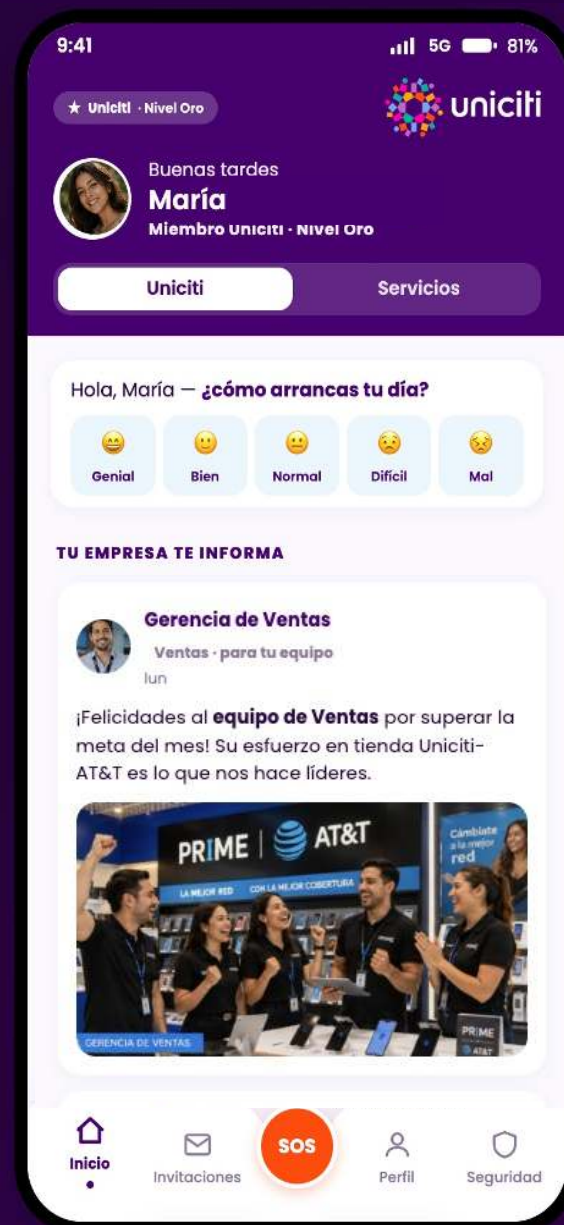 9:41
5G 81%
★ Uniciti · Nivel Oro
uniciti
Buenas tardes
María
Miembro Uniciti · Nivel Oro
Uniciti
Servicios
Hola, María — ¿cómo arrancas tu día?
Genial
Bien
Normal
Difícil
Mal
TU EMPRESA TE INFORMA
Gerencia de Ventas
Ventas · para tu equipo
lun
¡Felicidades al equipo de Ventas por superar la
meta del mes! Su esfuerzo en tienda Uniciti-
AT&T es lo que nos hace líderes.
PRIME | AT&T
LA MEJOR RED CON LA MEJOR COBERTURA
Cámbiate
a la mejor
red
PRIME
AT&T
GERENCIA DE VENTAS
Inicio
Invitaciones
SOS
Perfil
Seguridad